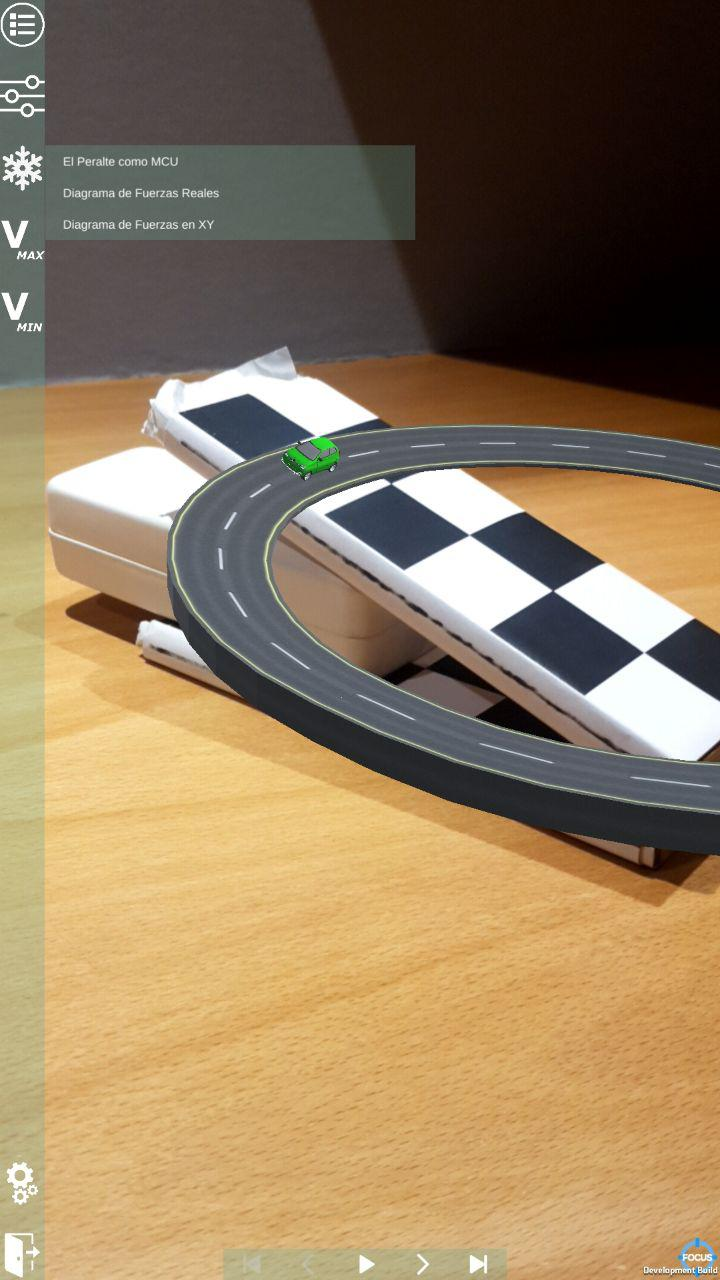 El Peralte como MCU
Diagrama de Fuerzas Reales
V MAX
Diagrama de Fuerzas en XY
V MIN
FOCUS
Development Build